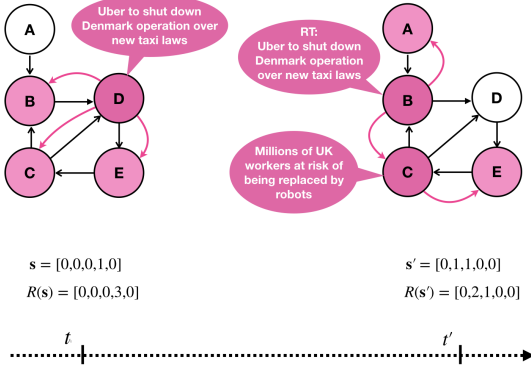 Uber to shut down
Denmark operation over
new taxi laws
A
B
D
C
E
s = [0,0,0,1,0]
R(s) = [0,0,0,3,0]
t
RT:
Uber to shut down
Denmark operation
over new taxi laws
A
B
D
Millions of UK
workers at risk of
being replaced by
robots
C
E
s′ = [0,1,1,0,0]
R(s′) = [0,2,1,0,0]
t′